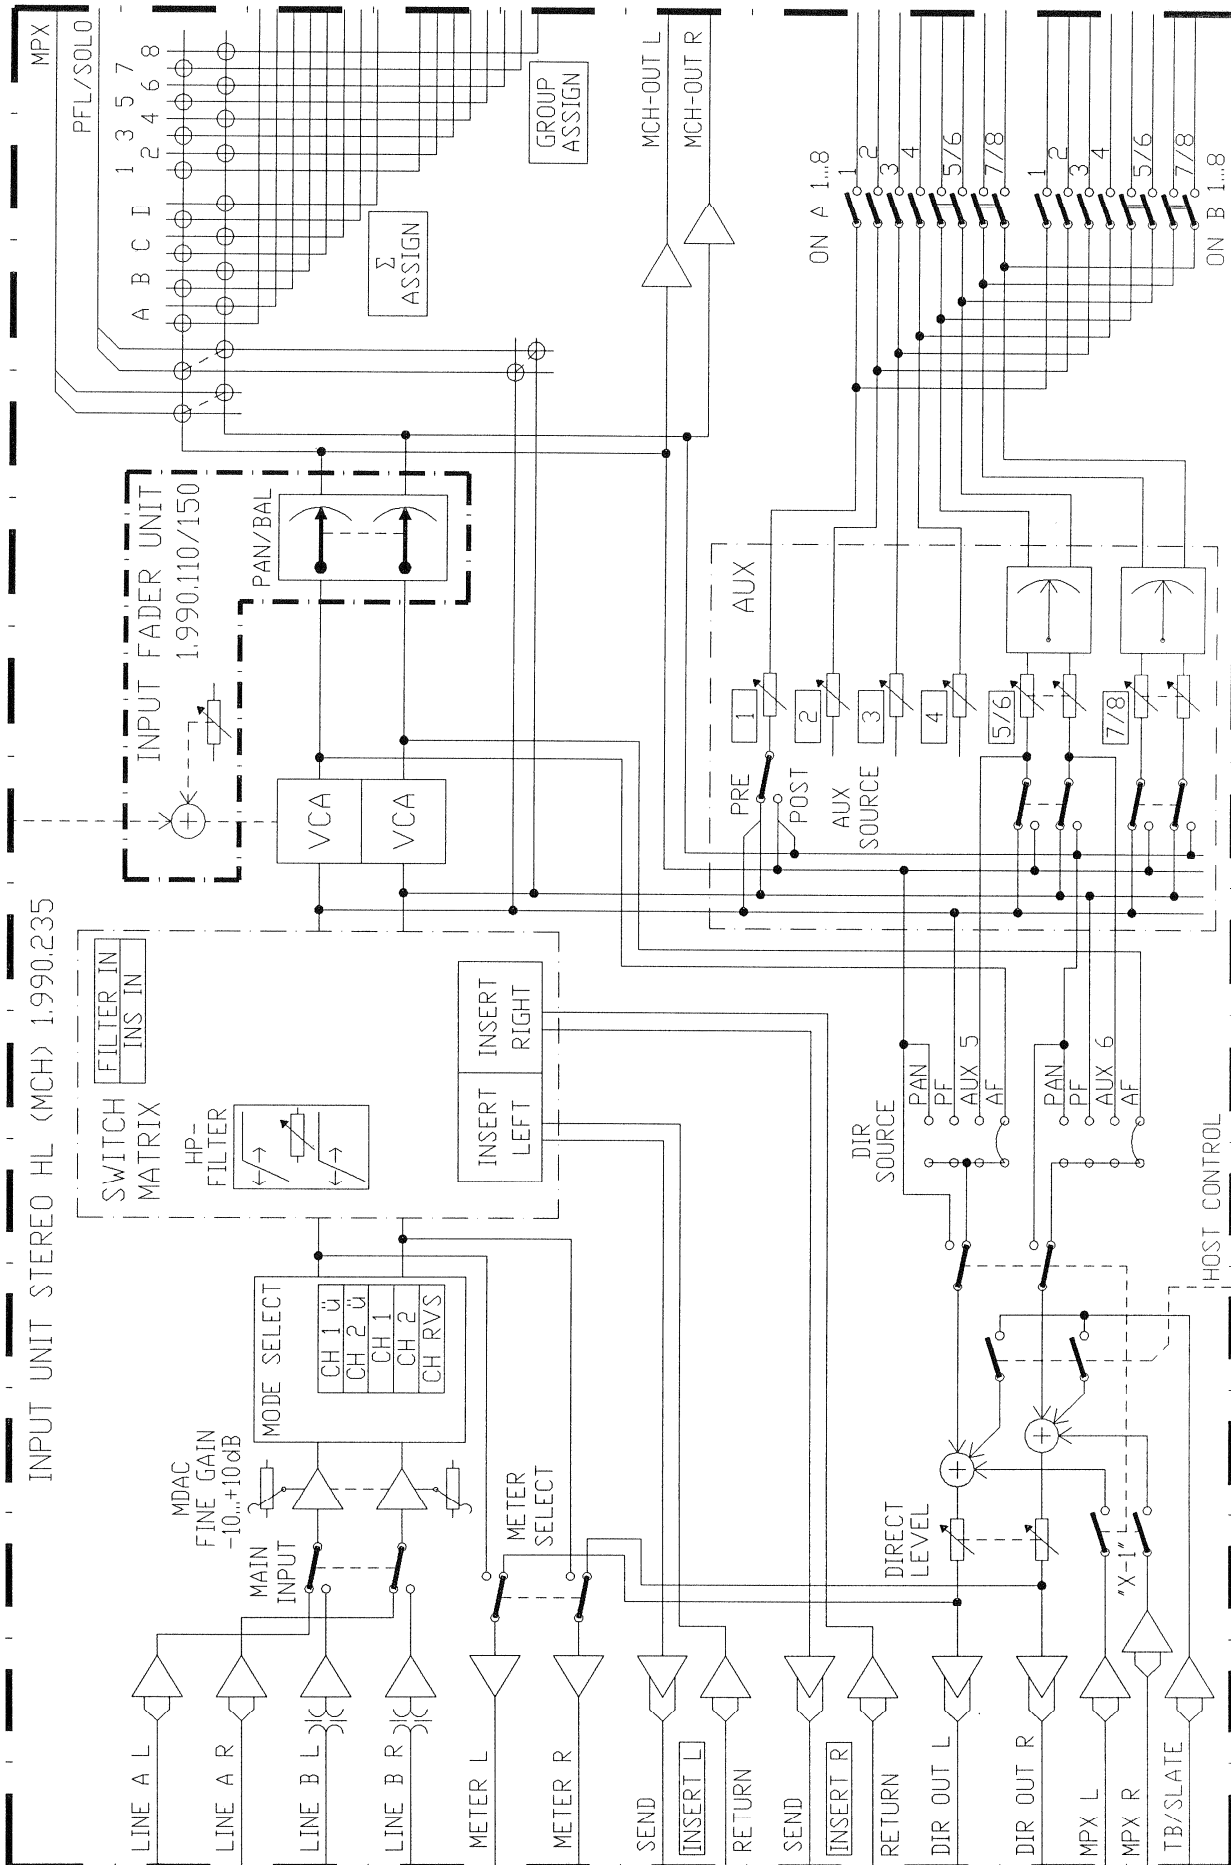 INPUT UNIT STEREO HL (MCH) 1.990.235
LINE A L
LINE A R
LINE B L
LINE B R
METER L
METER R
SEND
INSERT L
RETURN
SEND
INSERT R
RETURN
DIR OUT L
DIR OUT R
MPX L
MPX R
TB/SLATE
MAIN
INPUT
MDAC
FINE GAIN
-10...+10dB
MODE SELECT
CH 1 ü
CH 2 ü
CH 1
CH 2
CH RVS
METER
SELECT
DIRECT
LEVEL
"X-1"
HOST CONTROL
SWITCH
MATRIX
FILTER IN
INS IN
HP-
FILTER
INSERT
LEFT
INSERT
RIGHT
DIR
SOURCE
PAN
PF
AUX 5
AF
PAN
PF
AUX 6
AF
INPUT FADER UNIT
1.990.110/150
VCA
VCA
PAN/BAL
PRE
POST
AUX
SOURCE
AUX
1
2
3
4
5/6
7/8
MPX
PFL/SOLO
A B C D
1 3 5 7
2 4 6 8
Σ
ASSIGN
GROUP
ASSIGN
MCH-OUT L
MCH-OUT R
ON A 1...8
1
2
3
4
5/6
7/8
1
2
3
4
5/6
7/8
ON B 1...8